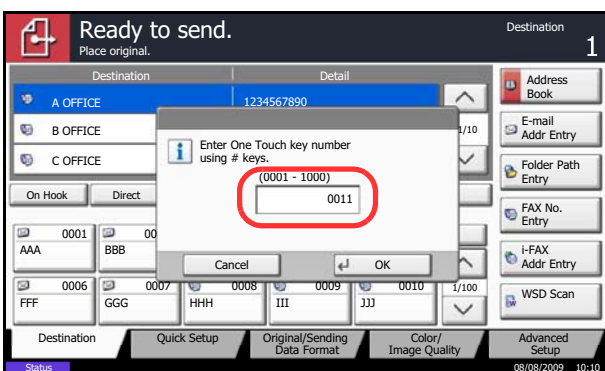 Ready to send.
Place original.
Destination
1
Destination Detail
A OFFICE 1234567890
B OFFICE
C OFFICE
1/10
Enter One Touch key number
using # keys.
(0001 - 1000)
0011
Cancel
OK
On Hook
Direct
0001
AAA
00
BBB
0006
FFF
0007
GGG
0008
HHH
0009
III
0010
JJJ
1/100
Address
Book
E-mail
Addr Entry
Folder Path
Entry
FAX No.
Entry
i-FAX
Addr Entry
WSD Scan
Destination
Quick Setup
Original/Sending
Data Format
Color/
Image Quality
Advanced
Setup
Status
08/08/2009 10:10